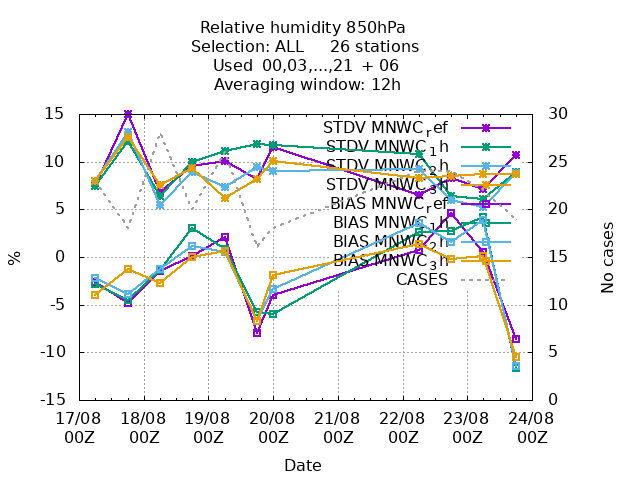 Relative humidity 850hPa
Selection: ALL 26 stations
Used 00,03,...,21 + 06
Averaging window: 12h
15 30
STDV MNWC_ref
STDV MNWC_1h
10 25
STDV MNWC_2h
STDV MNWC_3h
5 20
BIAS MNWC_ref
BIAS MNWC_1h
BIAS MNWC_2h
0 15
BIAS MNWC_3h
CASES
-5 10
-10 5
-15 0
%
No cases
17/08 18/08 19/08 20/08 21/08 22/08 23/08 24/08
00Z 00Z 00Z 00Z 00Z 00Z 00Z 00Z
Date